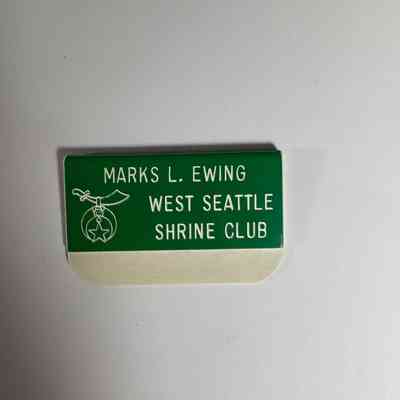 MARKS L. EWING
WEST SEATTLE
SHRINE CLUB